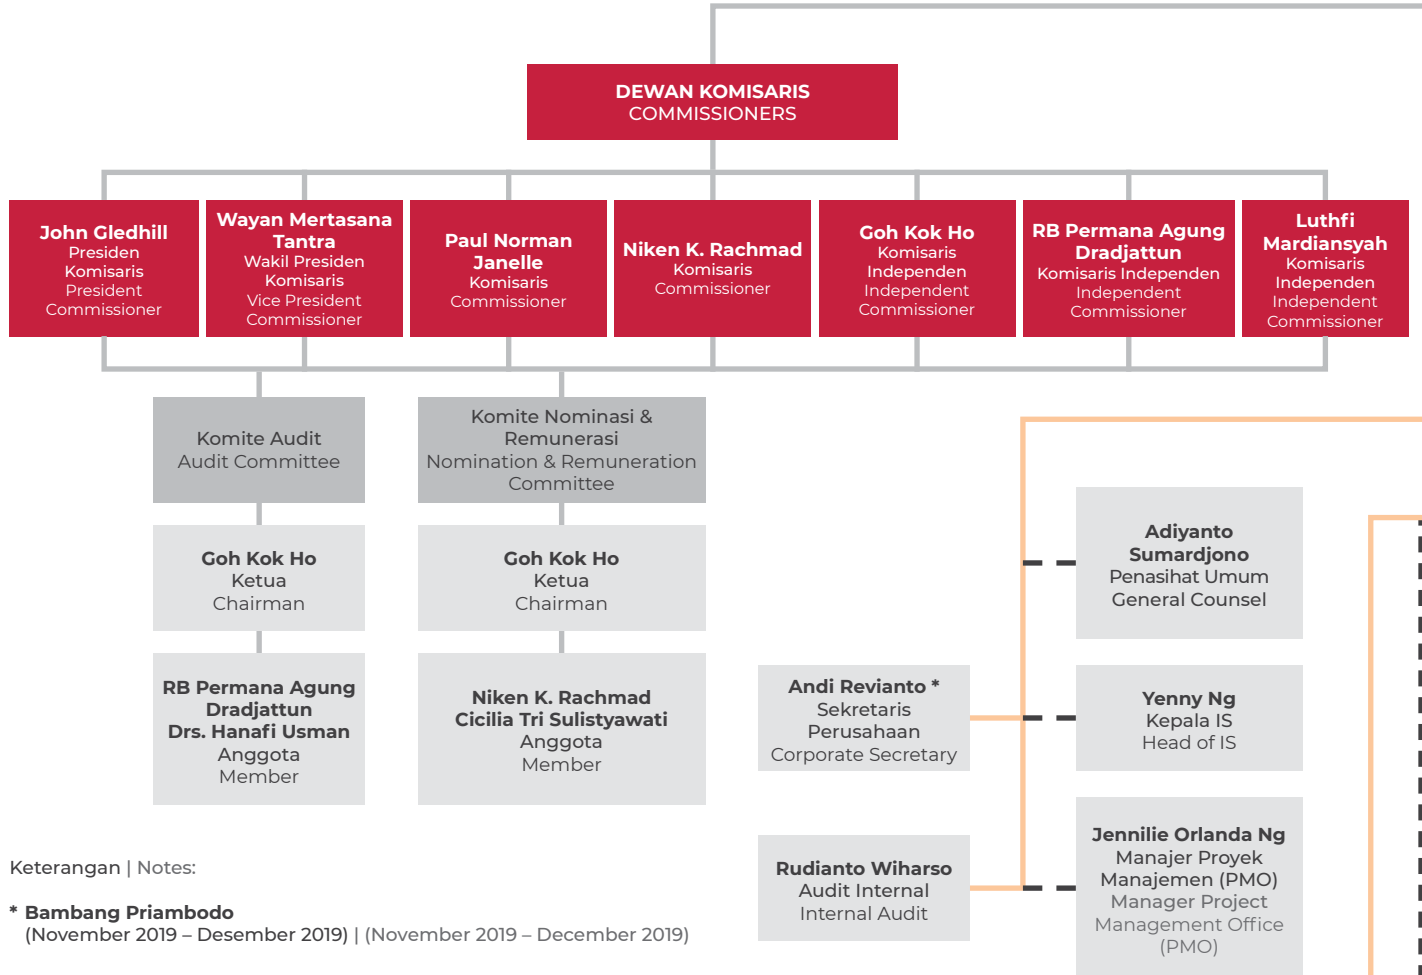 DEWAN KOMISARIS
COMMISSIONERS
John Gledhill
Presiden
Komisaris
President
Commissioner
Wayan Mertasana
Tantra
Wakil Presiden
Komisaris
Vice President
Commissioner
Paul Norman
Janelle
Komisaris
Commissioner
Niken K. Rachmad
Komisaris
Commissioner
Goh Kok Ho
Komisaris
Independen
Independent
Commissioner
RB Permana Agung
Dradjattun
Komisaris Independen
Independent
Commissioner
Luthfi
Mardiansyah
Komisaris
Independen
Independent
Commissioner
Komite Audit
Audit Committee
Komite Nominasi &
Remunerasi
Nomination & Remuneration
Committee
Goh Kok Ho
Ketua
Chairman
Goh Kok Ho
Ketua
Chairman
RB Permana Agung
Dradjattun
Drs. Hanafi Usman
Anggota
Member
Niken K. Rachmad
Cicilia Tri Sulistyawati
Anggota
Member
Adiyanto
Sumardjono
Penasihat Umum
General Counsel
Andi Revianto *
Sekretaris
Perusahaan
Corporate Secretary
Yenny Ng
Kepala IS
Head of IS
Rudianto Wiharso
Audit Internal
Internal Audit
Jennilie Orlanda Ng
Manajer Proyek
Manajemen (PMO)
Manager Project
Management Office
(PMO)
Keterangan | Notes:
* Bambang Priambodo
(November 2019 – Desember 2019) | (November 2019 – December 2019)